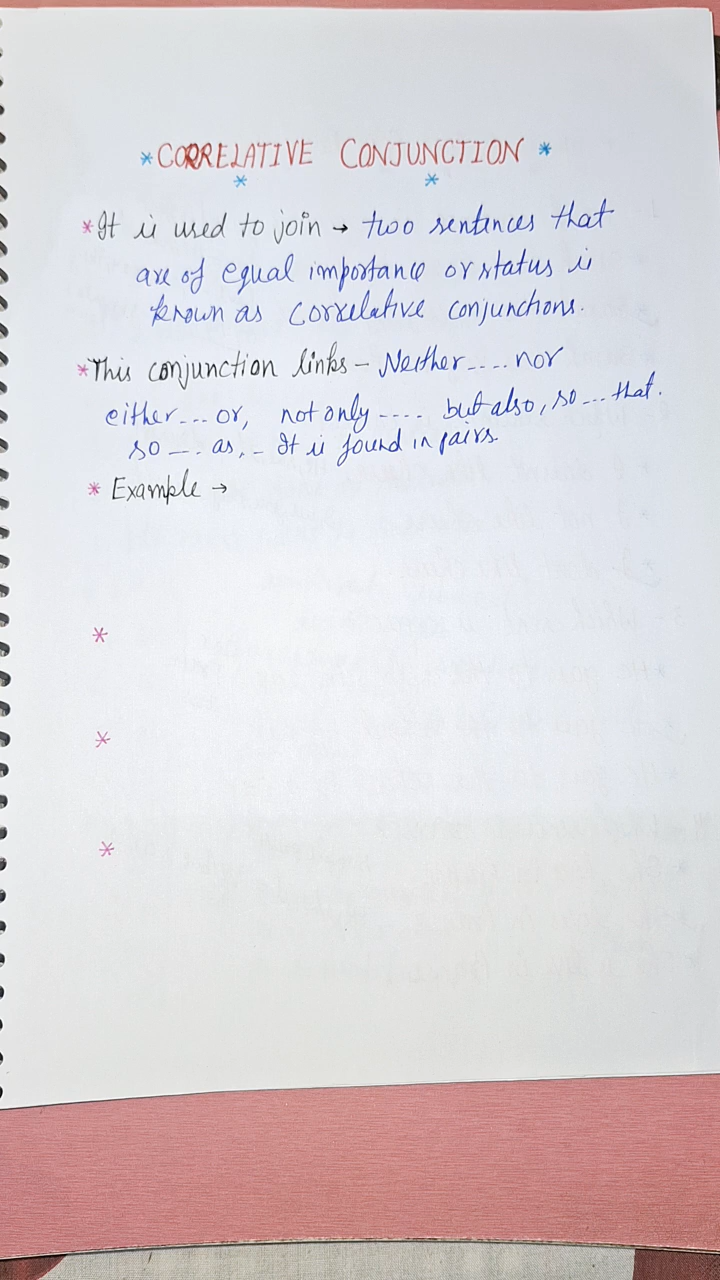 *CORRELATIVE CONJUNCTION *
* *
*It is used to join → two sentences that
are of equal importance or status is
known as correlative conjunctions.
*This conjunction links – Neither.... nor
either... or, not only .... but also, so ... that.
so — . as, – It is found in pairs.
* Example →
*
*
*